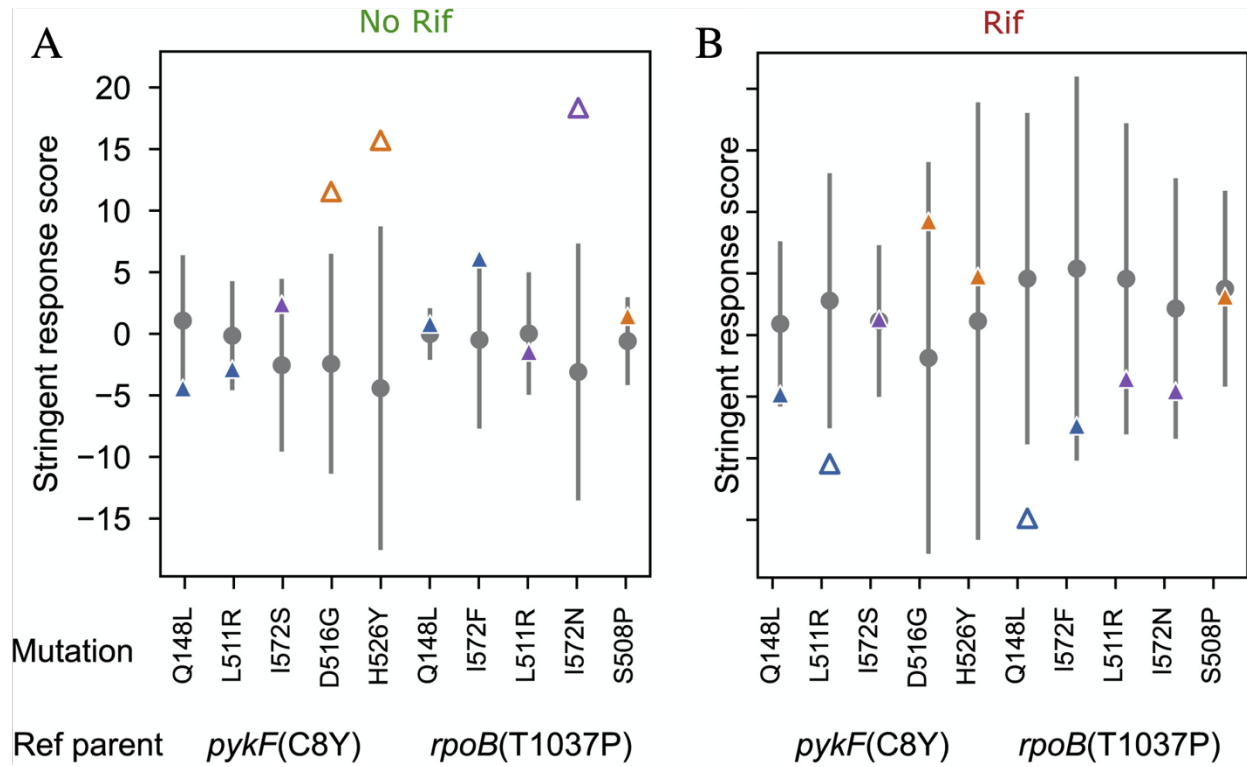 No Rif
Rif
A
B
Stringent response score
20
15
10
5
0
−5
−10
−15
Stringent response score
Mutation
Q148L
L511R
I572S
D516G
H526Y
Q148L
I572F
L511R
I572N
S508P
Q148L
L511R
I572S
D516G
H526Y
Q148L
I572F
L511R
I572N
S508P
Ref parent pykF(C8Y) rpoB(T1037P) pykF(C8Y) rpoB(T1037P)